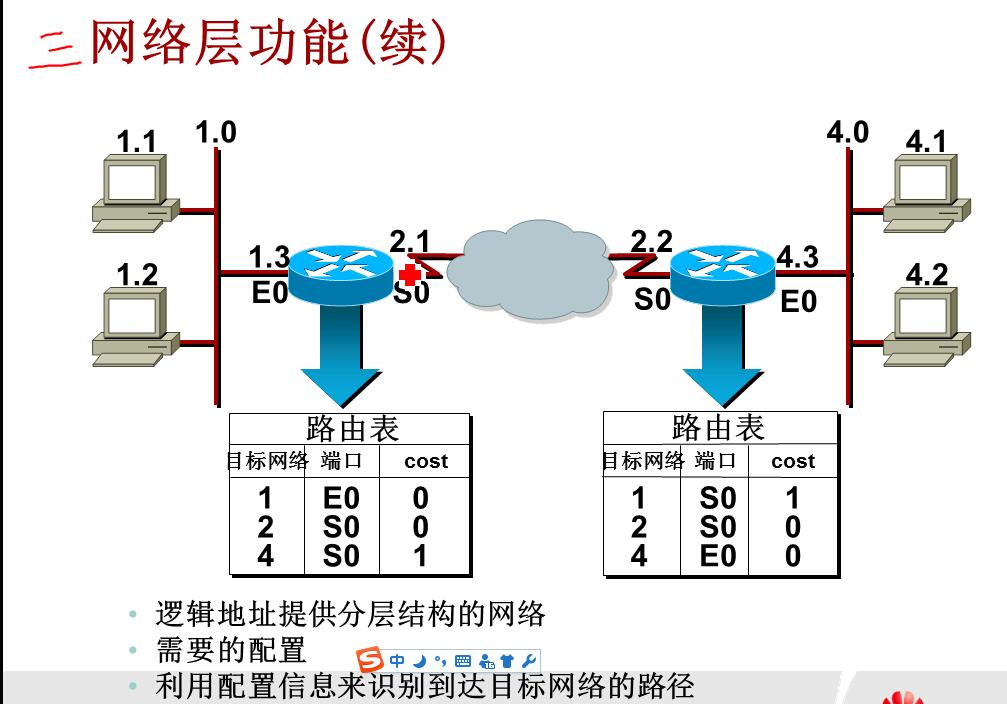 三 网络层功能(续)
1.1 1.0 4.0 4.1
1.3 2.1 2.2 4.3
1.2 E0 S0 S0 E0 4.2
路由表
目标网络 端口 cost
1 E0 0
2 S0 0
4 S0 1
路由表
目标网络 端口 cost
1 S0 1
2 S0 0
4 E0 0
• 逻辑地址提供分层结构的网络
• 需要的配置
S 中
• 利用配置信息来识别到达目标网络的路径